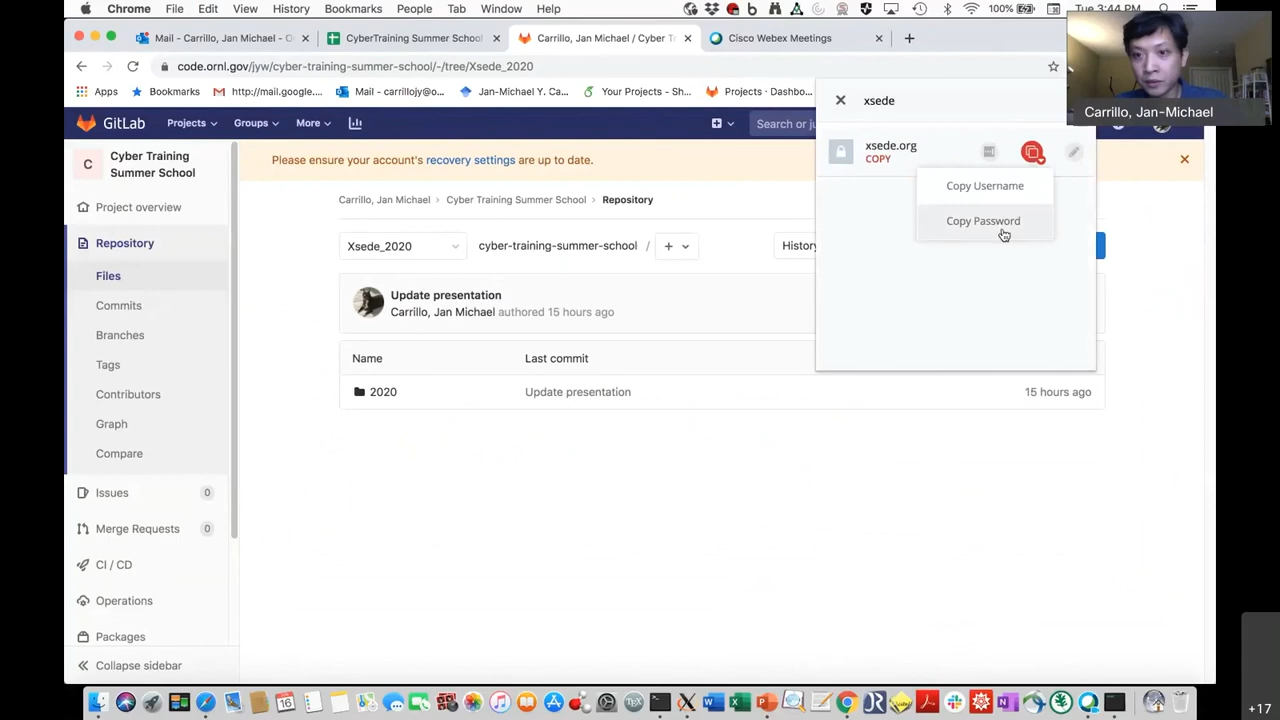 Chrome File Edit View History Bookmarks People Tab Window Help 100% Tue 3:44 PM
Mail - Carrillo, Jan Michael - O CyberTraining Summer School Carrillo, Jan Michael / Cyber T Cisco Webex Meetings
code.ornl.gov/jyw/cyber-training-summer-school/-/tree/Xsede_2020
Apps Bookmarks http://mail.google.... Mail - carrillojy@o... Jan-Michael Y. Ca... Your Projects - Sh... Projects · Dashbo...
Carrillo, Jan-Michael
xsede
GitLab Projects Groups More Search or ju
xsede.org
COPY
Copy Username
Copy Password
C Cyber Training
Summer School
Please ensure your account's recovery settings are up to date.
Project overview
Repository
Files
Commits
Branches
Tags
Contributors
Graph
Compare
Issues 0
Merge Requests 0
CI / CD
Operations
Packages
Collapse sidebar
Carrillo, Jan Michael > Cyber Training Summer School > Repository
Xsede_2020 cyber-training-summer-school / + History
Update presentation
Carrillo, Jan Michael authored 15 hours ago
Name Last commit
2020 Update presentation 15 hours ago
16
+17